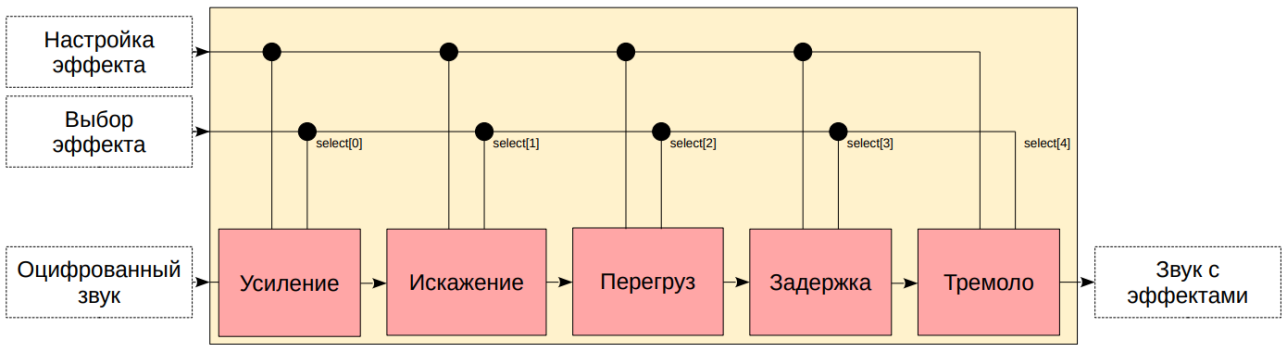 Настройка
эффекта
Выбор
эффекта
select[0]
select[1]
select[2]
select[3]
select[4]
Оцифрованный
звук
Усиление
Искажение
Перегруз
Задержка
Тремоло
Звук с
эффектами